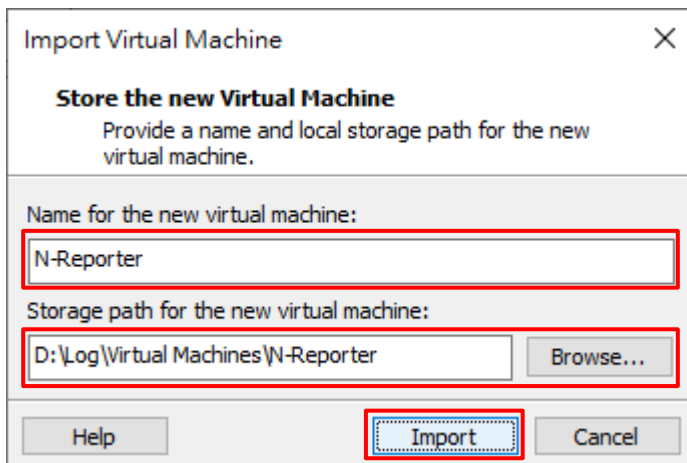 Import Virtual Machine
Store the new Virtual Machine
Provide a name and local storage path for the new
virtual machine.
Name for the new virtual machine:
N-Reporter
Storage path for the new virtual machine:
D:\Log\Virtual Machines\N-Reporter Browse...
Help Import Cancel